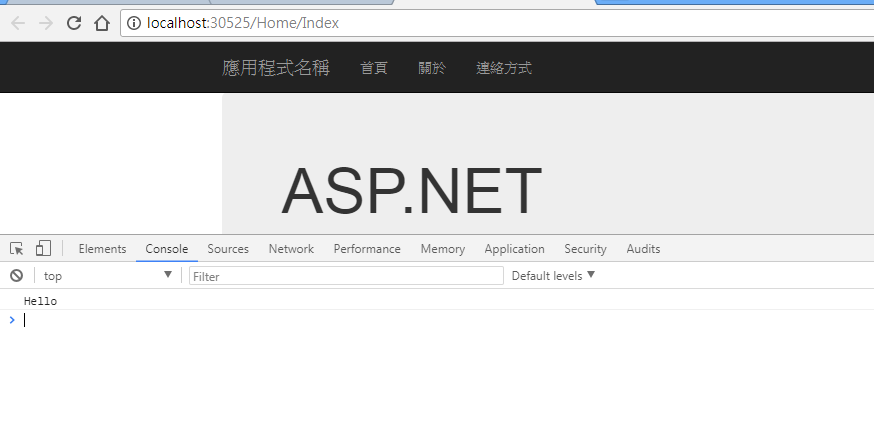 localhost:30525/Home/Index
應用程式名稱 首頁 關於 連絡方式
ASP.NET
Elements Console Sources Network Performance Memory Application Security Audits
top Filter Default levels
Hello